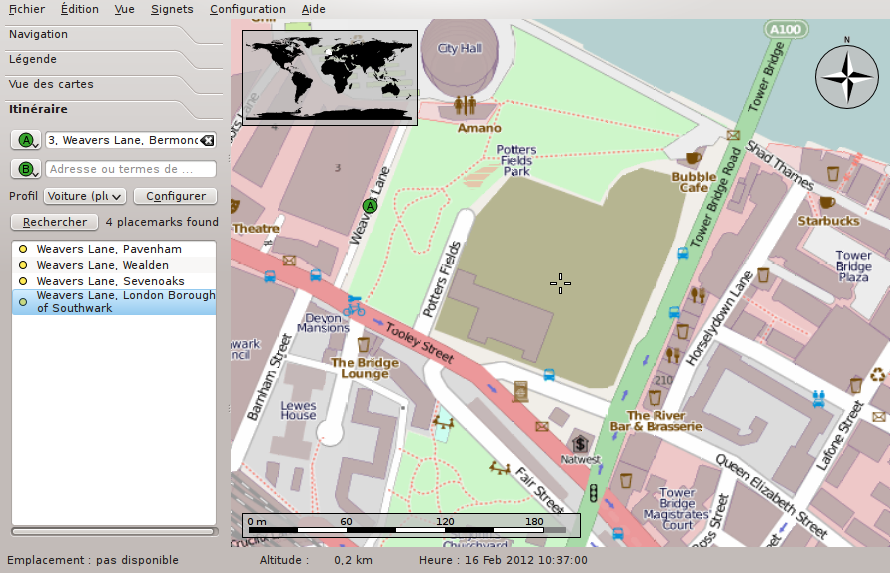 Fichier Édition Vue Signets Configuration Aide
Navigation
Légende
Vue des cartes
Itinéraire
A
3, Weavers Lane, Bermond
B
Adresse ou termes de ...
Profil Voiture (plu Configurer
Rechercher 4 placemarks found
Weavers Lane, Pavenham
Weavers Lane, Wealden
Weavers Lane, Sevenoaks
Weavers Lane, London Borough
of Southwark
City Hall
A100
N
Tower Bridge
Amano
Potters
Fields
Park
Tower Bridge Road
Shad Thames
Bubble
Cafe
Starbucks
3
A
Weavers Lane
Theatre
Potters Fields
Tower
Bridge
Plaza
Horselydown Lane
Devon
Mansions
Tooley Street
The Bridge
Lounge
Barnham Street
Lewes
House
210
The River
Bar & Brasserie
Lafone Street
Natwest
Fair Street
Queen Elizabeth Street
Tower
Bridge
Magistrates'
Court
0 m 60 120 180
Churchyard
Emplacement : pas disponible Altitude : 0,2 km Heure : 16 Feb 2012 10:37:00